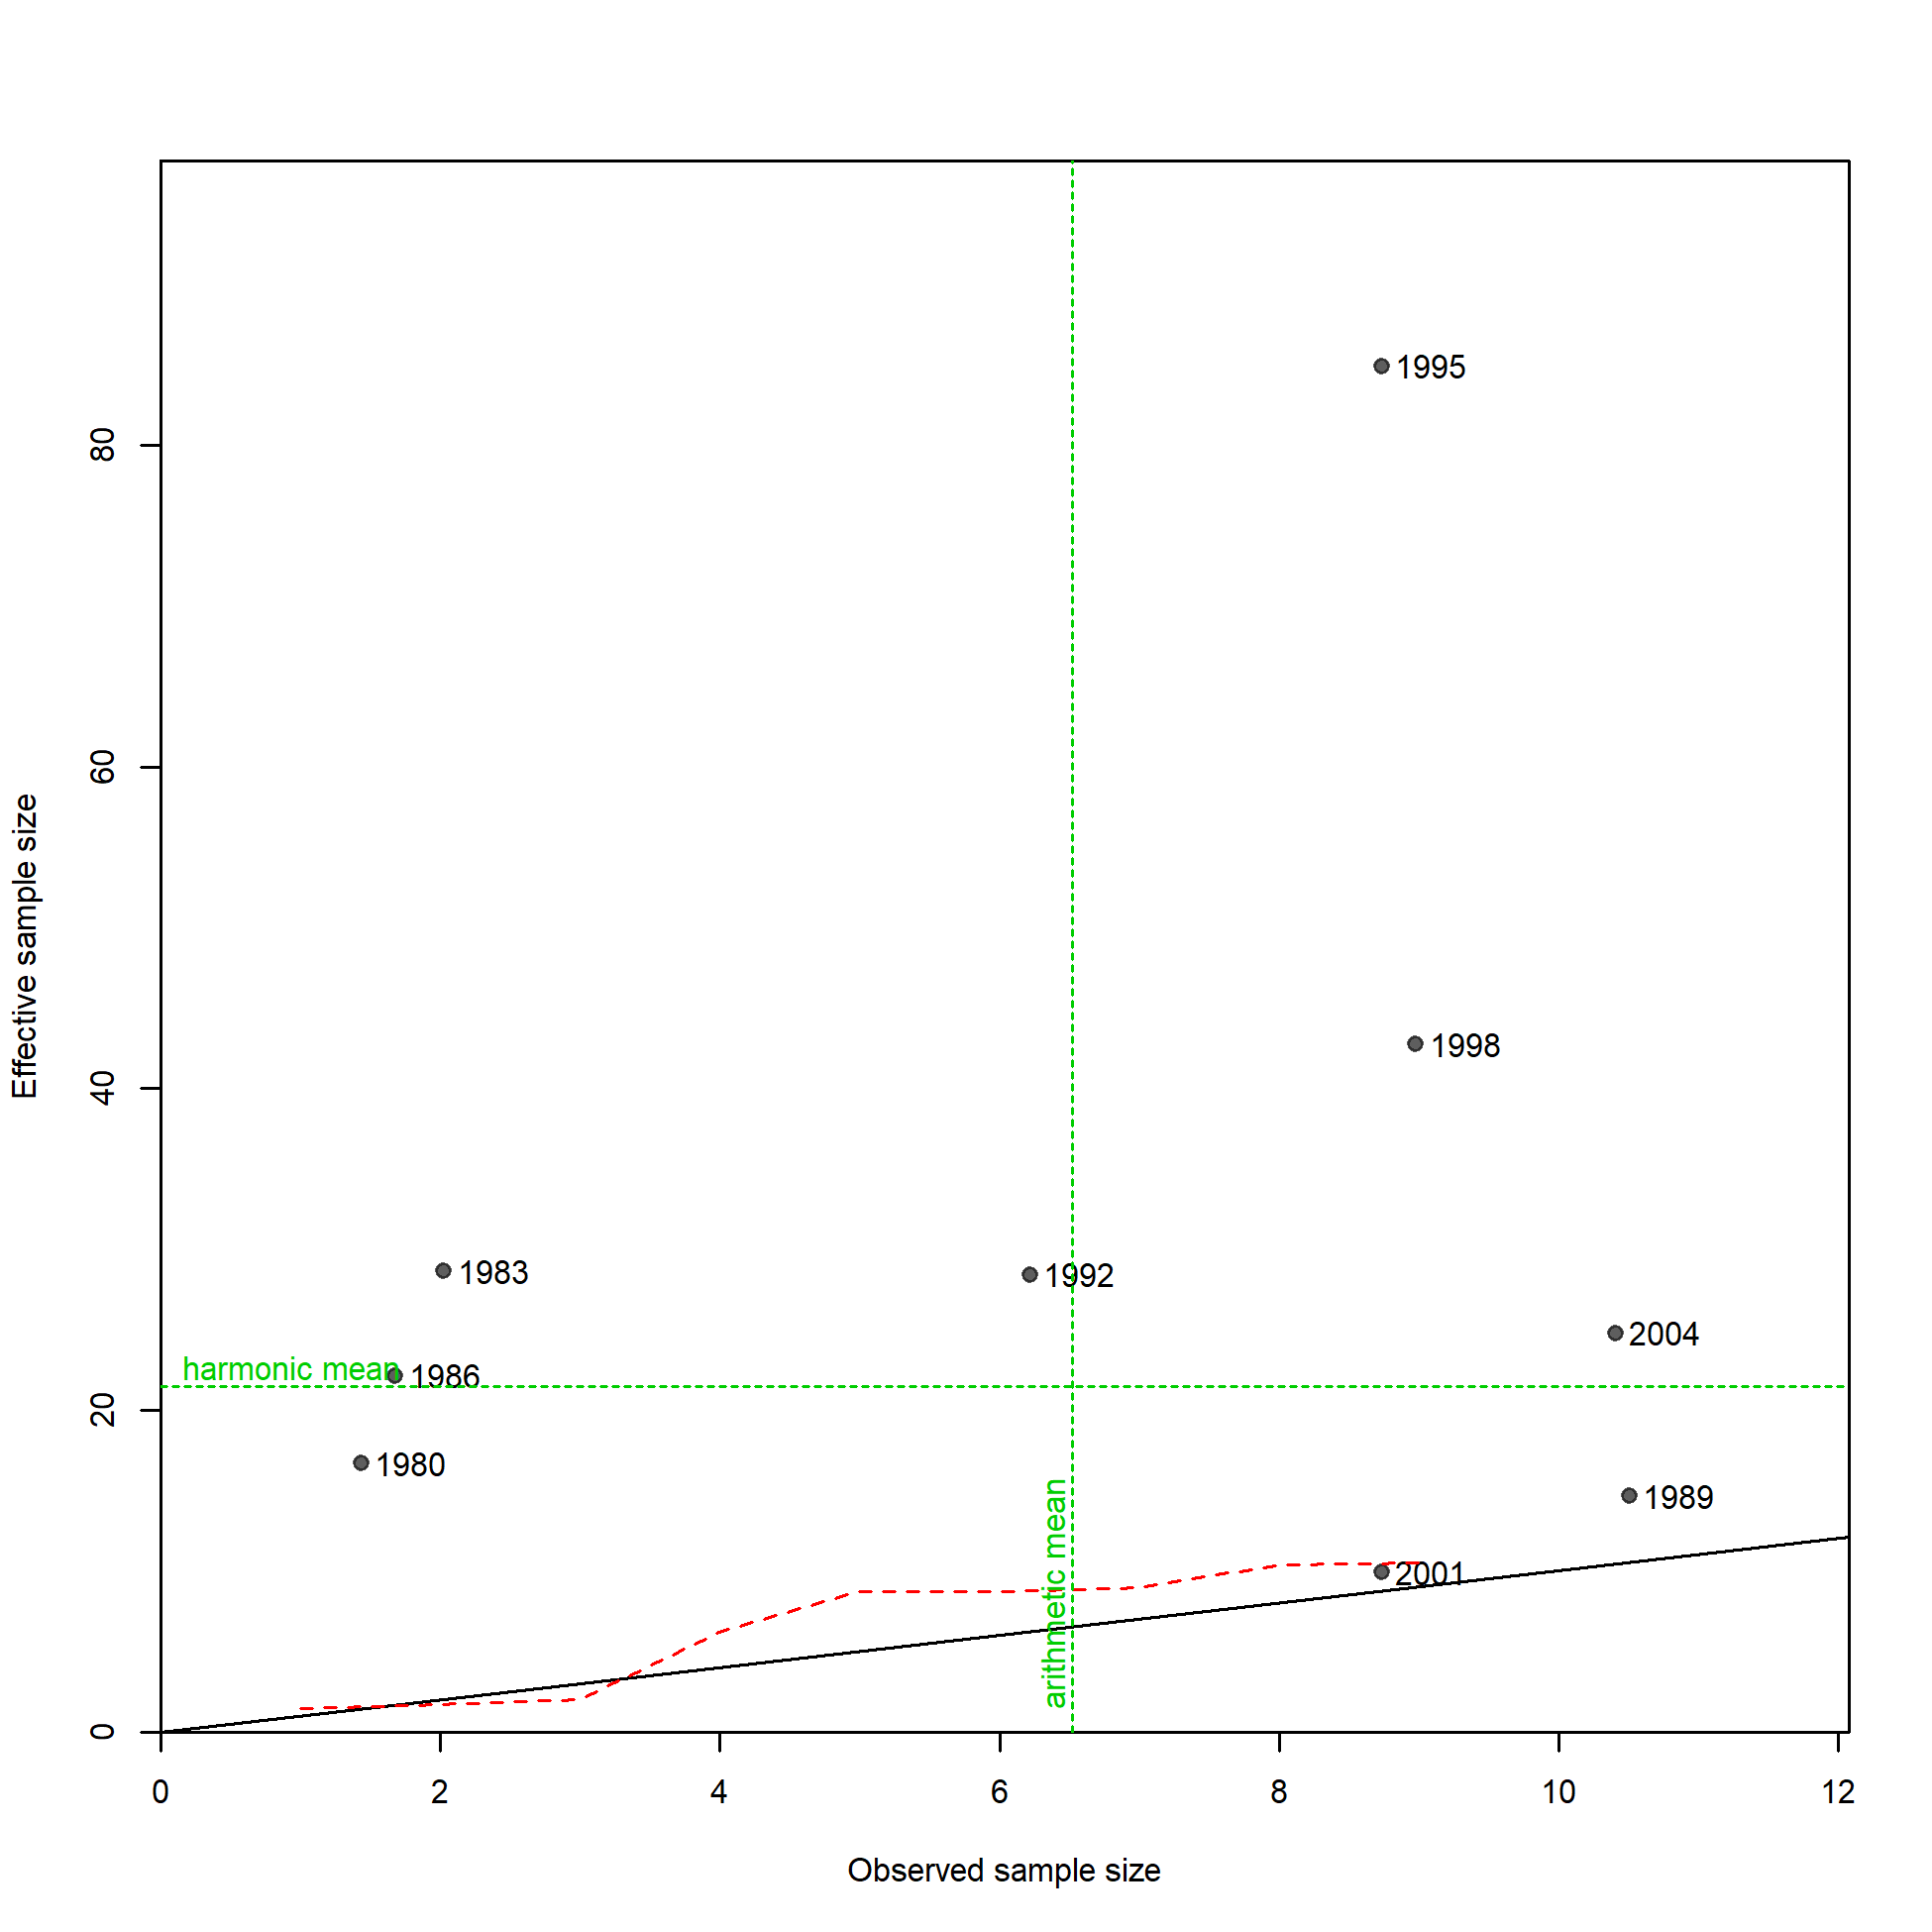 1995
80
60
Effective sample size
1998
40
1983
1992
2004
harmonic mean
1986
20
1980
arithmetic mean
1989
2001
0
0 2 4 6 8 10 12
Observed sample size